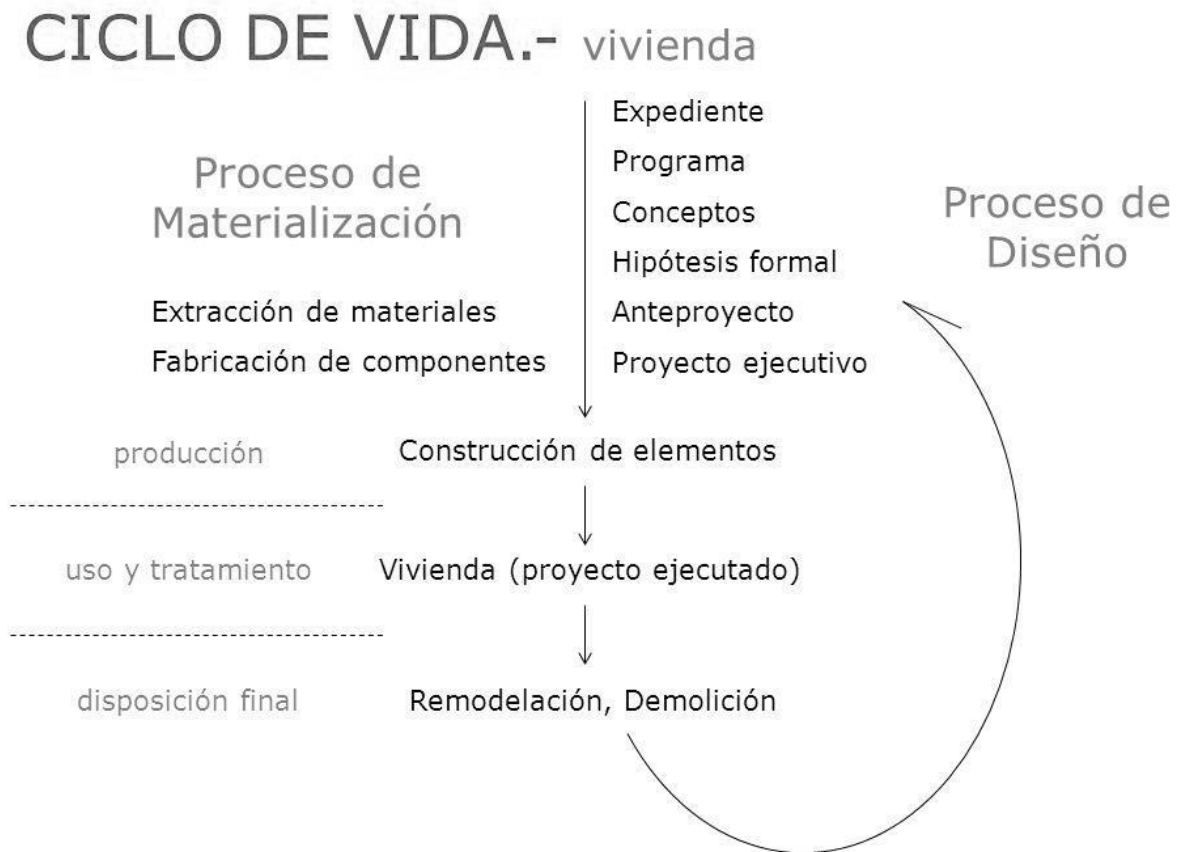 CICLO DE VIDA.- vivienda
Expediente
Programa
Conceptos
Hipótesis formal
Anteproyecto
Proyecto ejecutivo
Proceso de
Materialización
Extracción de materiales
Fabricación de componentes
Proceso de
Diseño
producción
Construcción de elementos
uso y tratamiento
Vivienda (proyecto ejecutado)
disposición final
Remodelación, Demolición